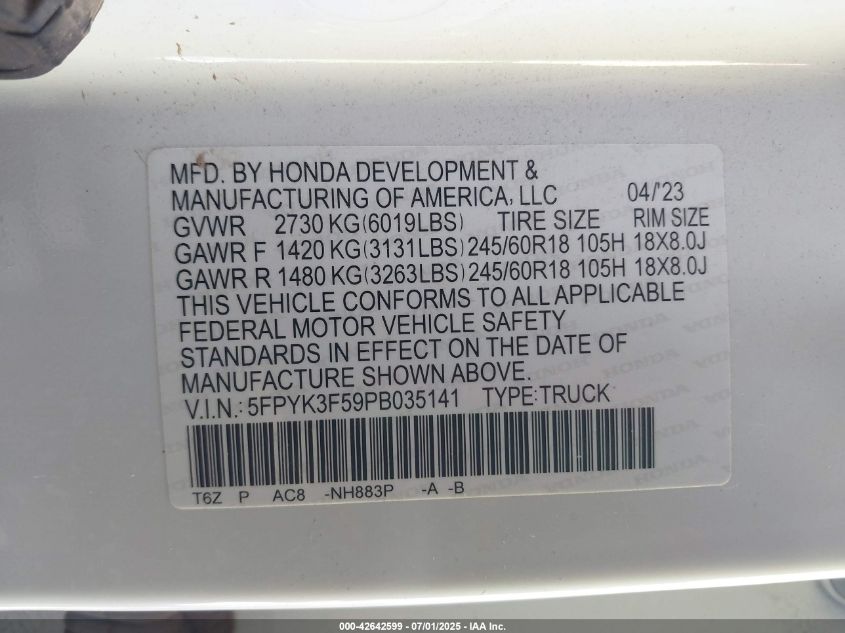 MFD. BY HONDA DEVELOPMENT &
MANUFACTURING OF AMERICA, LLC 04/'23
GVWR 2730 KG(6019LBS) TIRE SIZE RIM SIZE
GAWR F 1420 KG(3131LBS) 245/60R18 105H 18X8.0J
GAWR R 1480 KG(3263LBS) 245/60R18 105H 18X8.0J
THIS VEHICLE CONFORMS TO ALL APPLICABLE
FEDERAL MOTOR VEHICLE SAFETY
STANDARDS IN EFFECT ON THE DATE OF
MANUFACTURE SHOWN ABOVE.
V.I.N.: 5FPYK3F59PB035141 TYPE:TRUCK
T6Z P AC8 -NH883P -A -B
000-42642599 - 07/01/2025 - IAA Inc.